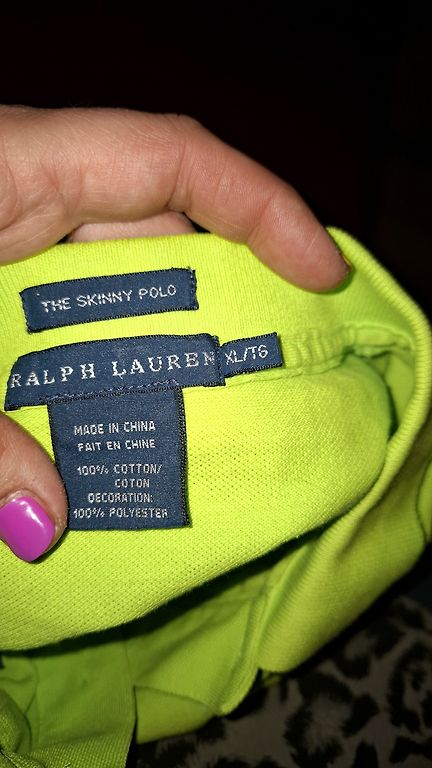 THE SKINNY POLO
RALPH LAUREN
XL/TG
MADE IN CHINA
FAIT EN CHINE
100% COTTON/
COTON
DECORATION:
100% POLYESTER